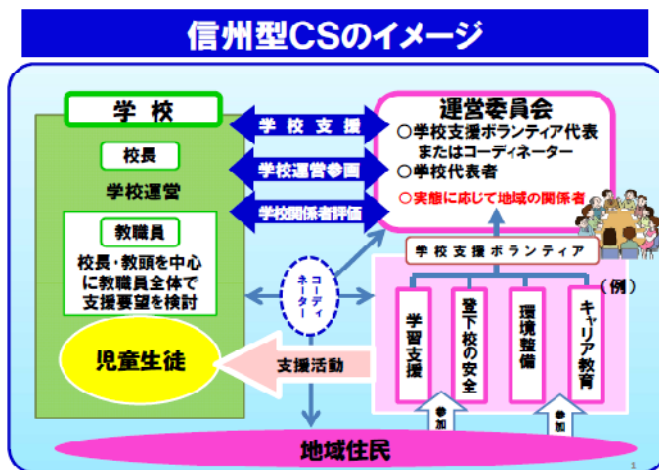 信州型CSのイメージ
学校
校長
学校運営
教職員
校長・教頭を中心
に教職員全体で
支援要望を検討
児童生徒
学校支援
学校運営参画
学校関係者評価
コーディ
ネーター
支援活動
運営委員会
○学校支援ボランティア代表
またはコーディネーター
○学校代表者
○実態に応じて地域の関係者
学校支援ボランティア
(例)
学習支援
登下校の安全
環境整備
キャリア教育
参加
参加
地域住民
1